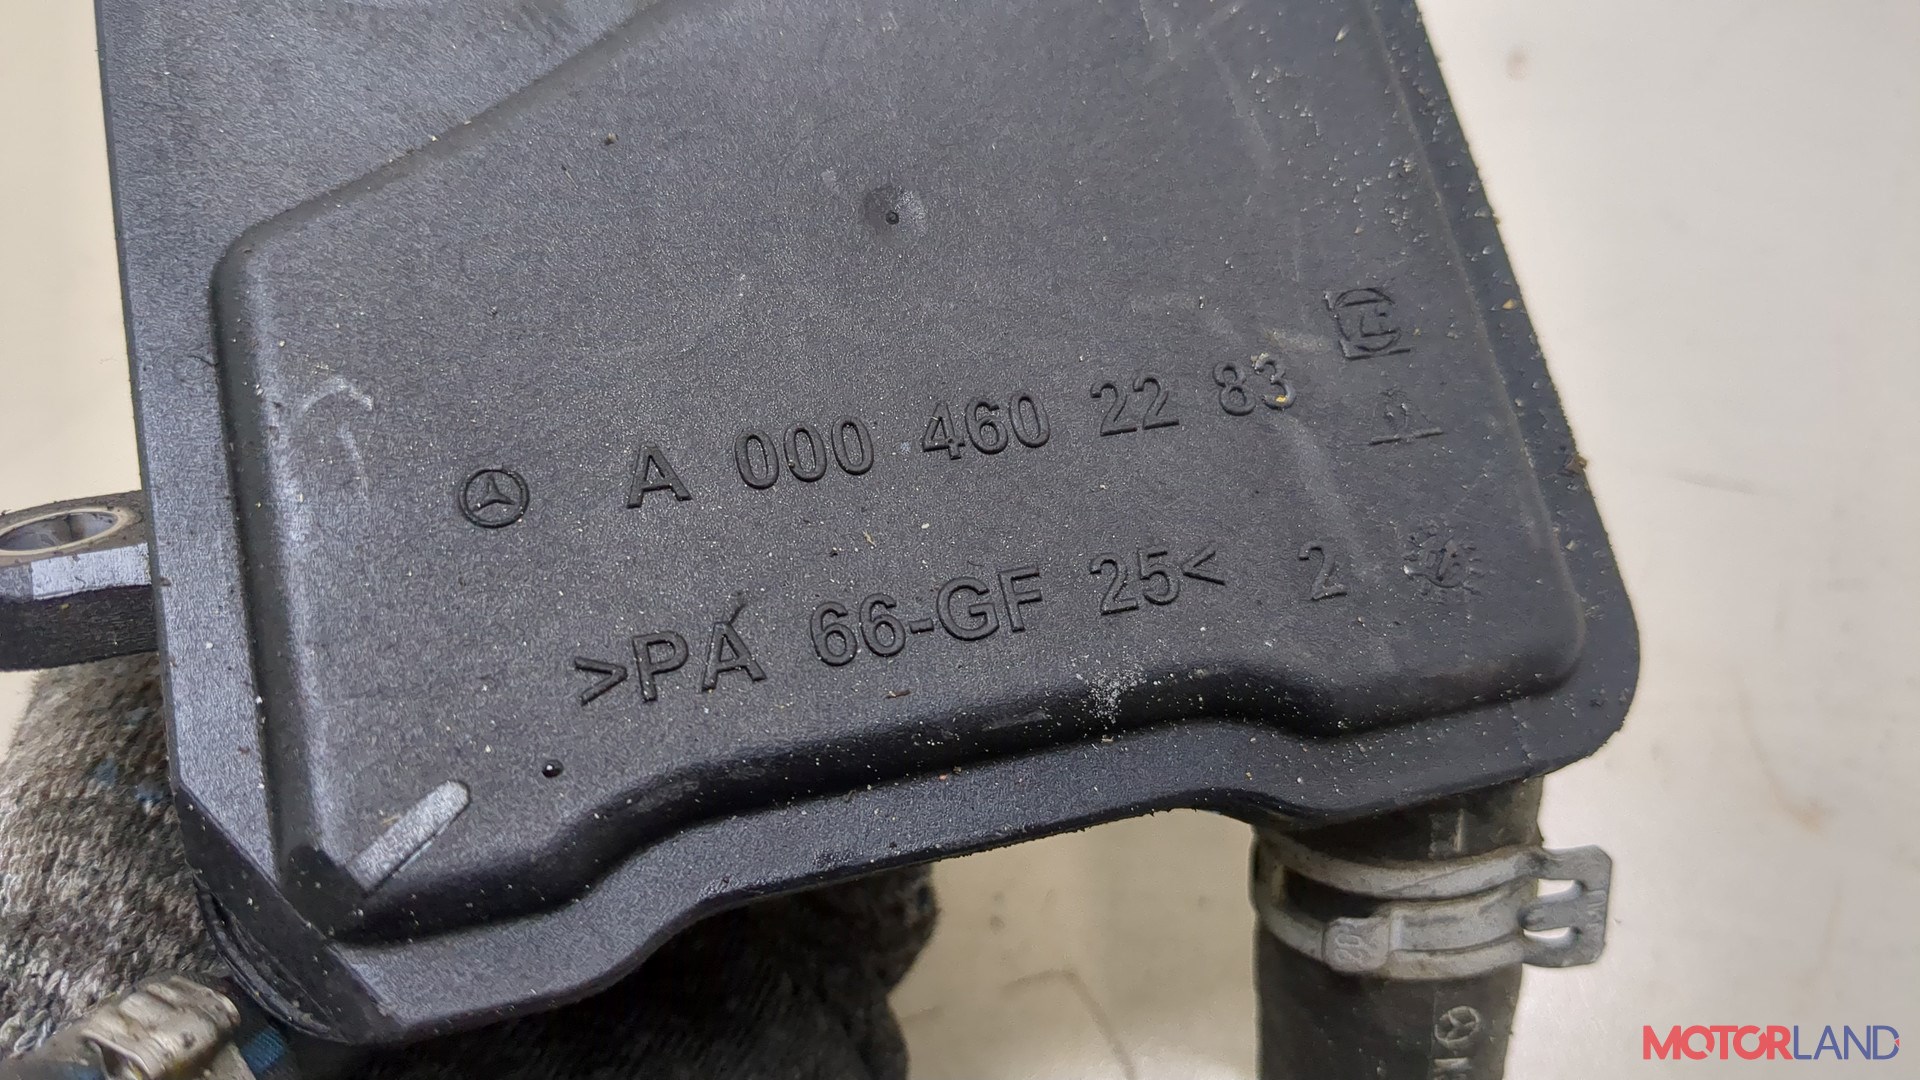 A 000 460 22 83
>PA 66-GF 25< 2
MOTORLAND